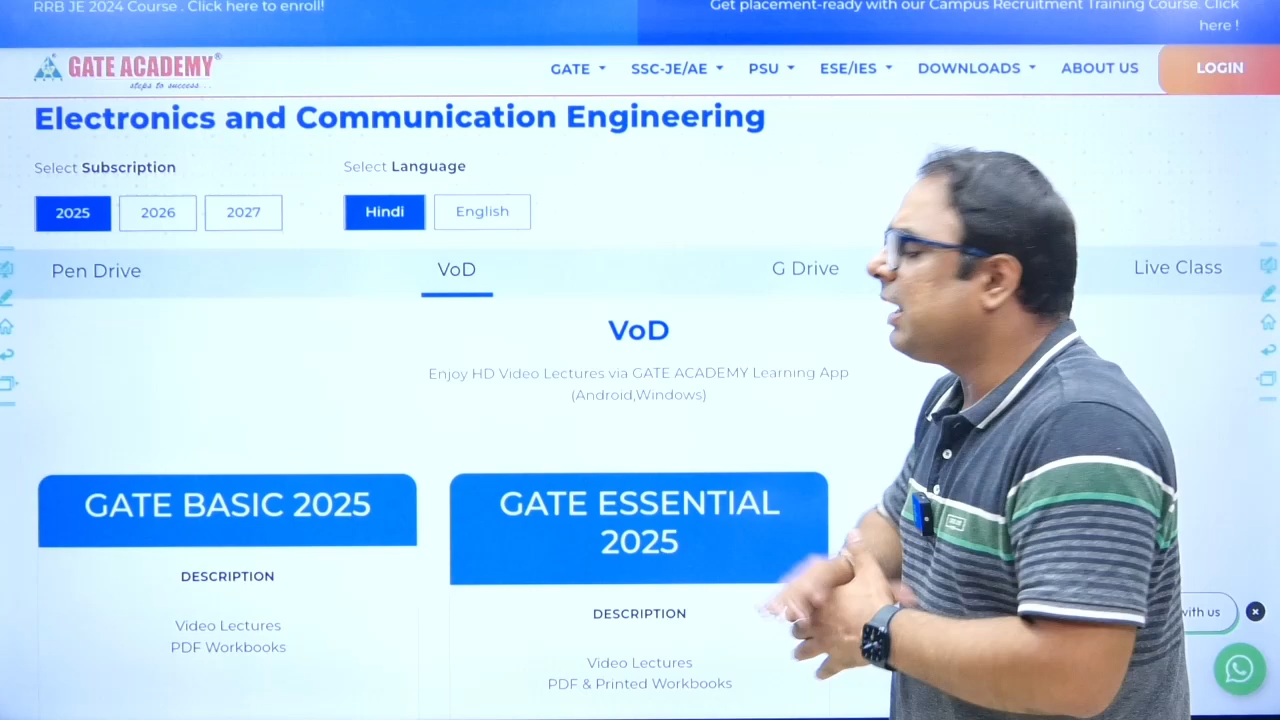 RRB JE 2024 Course . Click here to enroll!
Get placement-ready with our Campus Recruitment Training Course. Click
here !
GATE ACADEMY®
steps to success...
GATE
SSC-JE/AE
PSU
ESE/IES
DOWNLOADS
ABOUT US
LOGIN
Electronics and Communication Engineering
Select Subscription
Select Language
2025
2026
2027
Hindi
English
Pen Drive
VoD
G Drive
Live Class
VoD
Enjoy HD Video Lectures via GATE ACADEMY Learning App
(Android,Windows)
GATE BASIC 2025
GATE ESSENTIAL
2025
DESCRIPTION
Video Lectures
PDF Workbooks
DESCRIPTION
Video Lectures
PDF & Printed Workbooks
with us